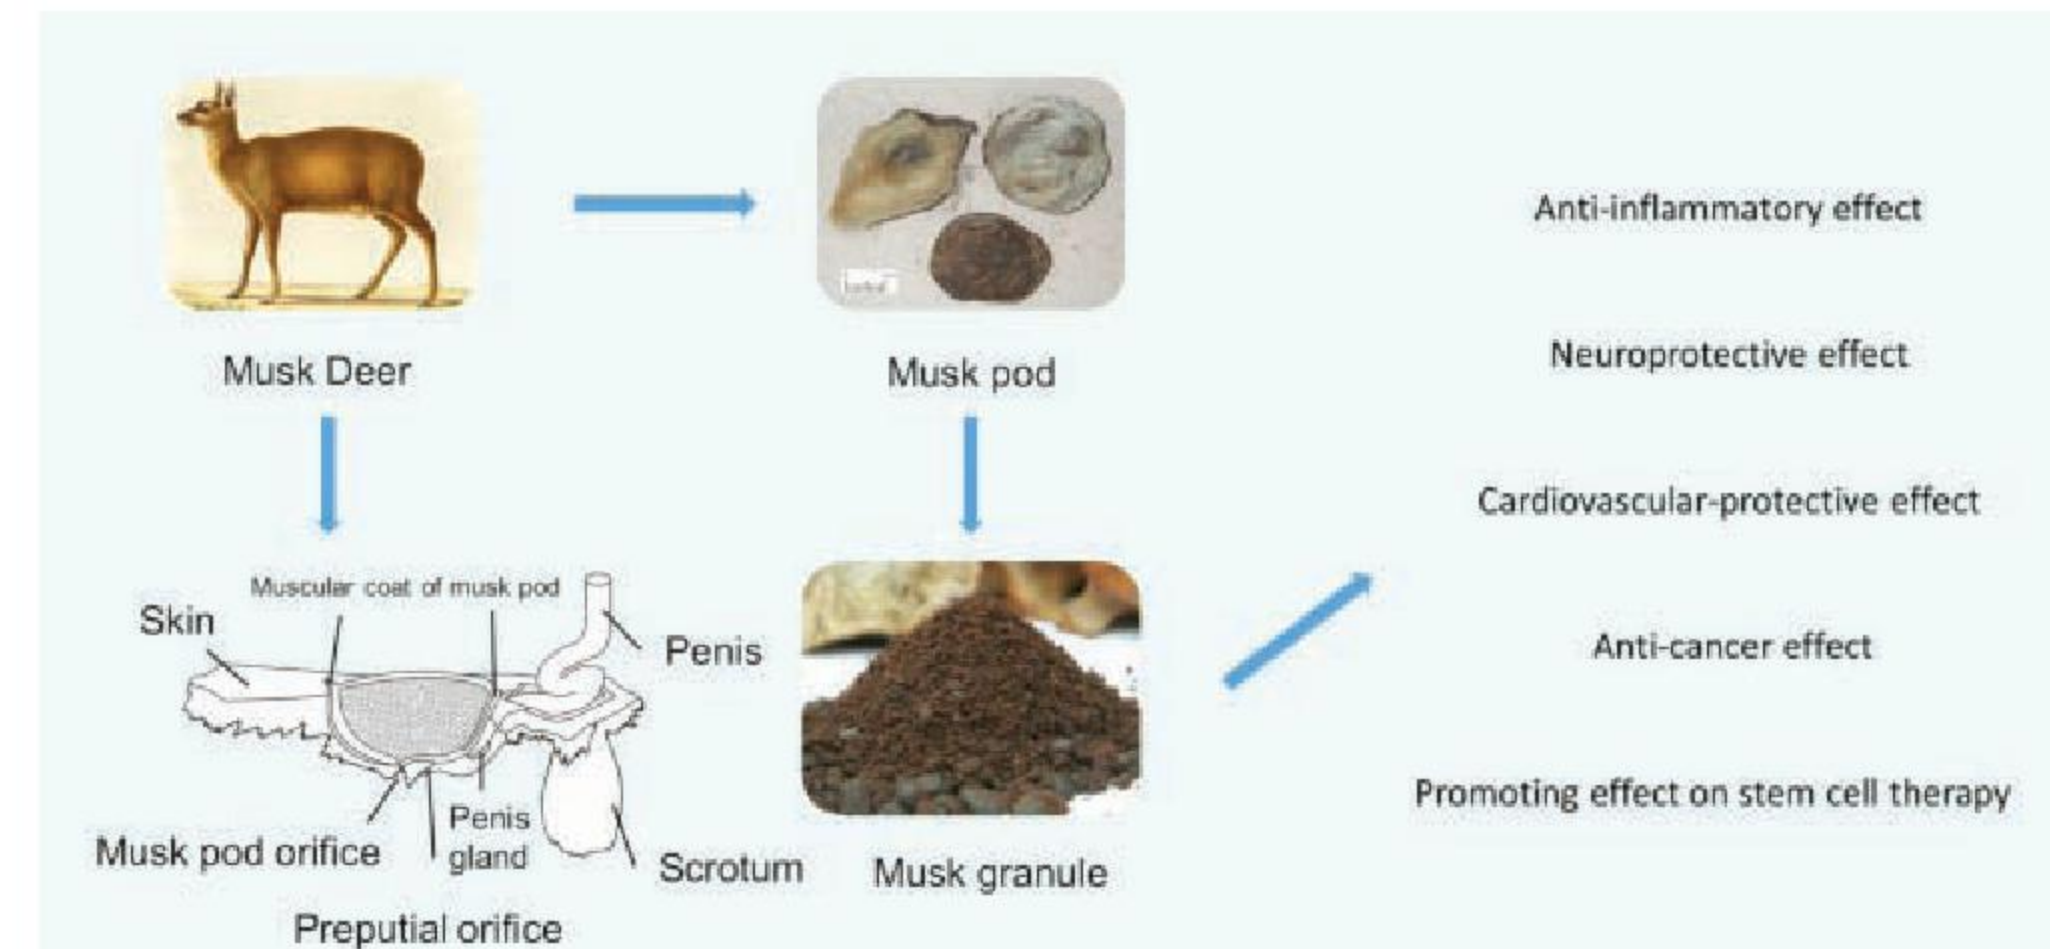 Musk Deer
Musk pod
Muscular coat of musk pod
Skin
Penis
Musk pod orifice
Penis
gland
Scrotum
Preputial orifice
Musk granule
Anti-inflammatory effect
Neuroprotective effect
Cardiovascular-protective effect
Anti-cancer effect
Promoting effect on stem cell therapy